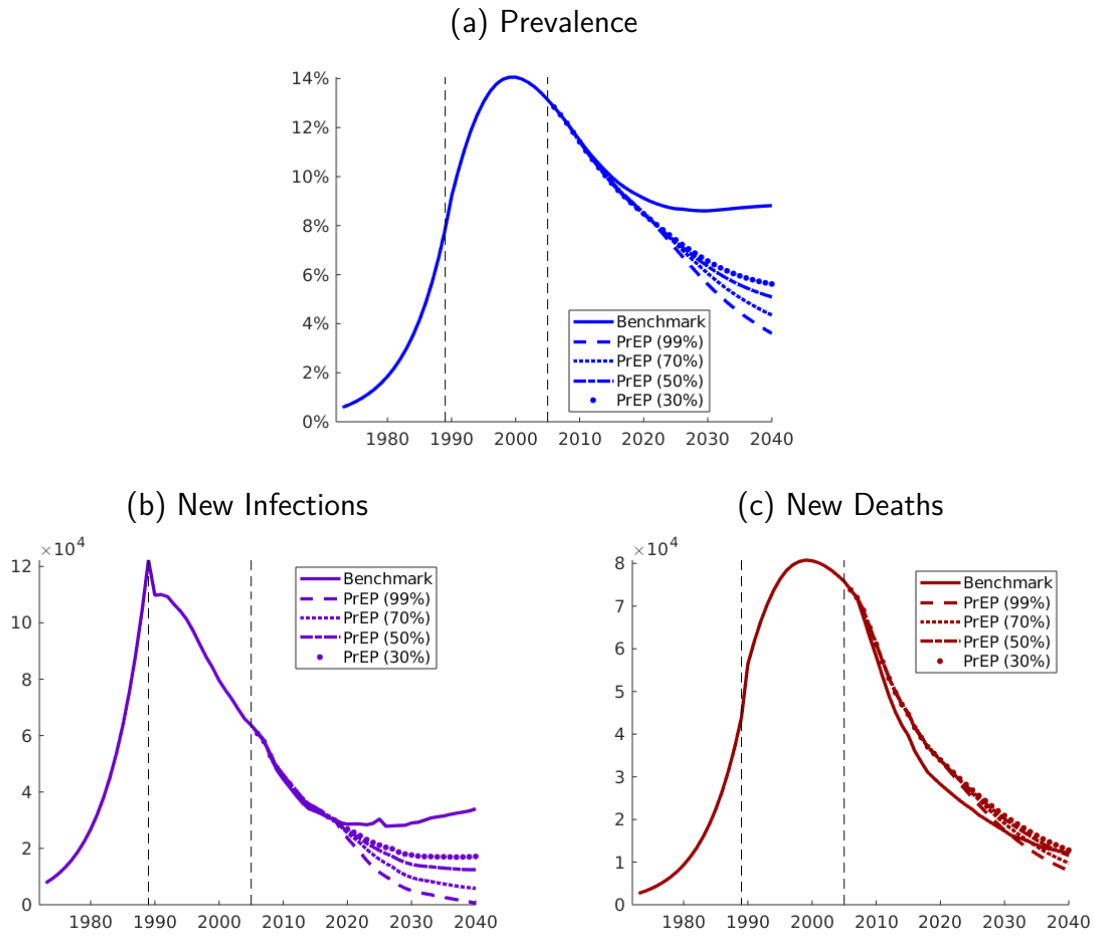 (a) Prevalence
14%
12%
10%
8%
6%
4%
2%
0%
Benchmark
PrEP (99%)
PrEP (70%)
PrEP (50%)
PrEP (30%)
1980 1990 2000 2010 2020 2030 2040
(b) New Infections
×10⁴
12
10
8
6
4
2
0
Benchmark
PrEP (99%)
PrEP (70%)
PrEP (50%)
PrEP (30%)
1980 1990 2000 2010 2020 2030 2040
(c) New Deaths
×10⁴
8
7
6
5
4
3
2
1
0
Benchmark
PrEP (99%)
PrEP (70%)
PrEP (50%)
PrEP (30%)
1980 1990 2000 2010 2020 2030 2040